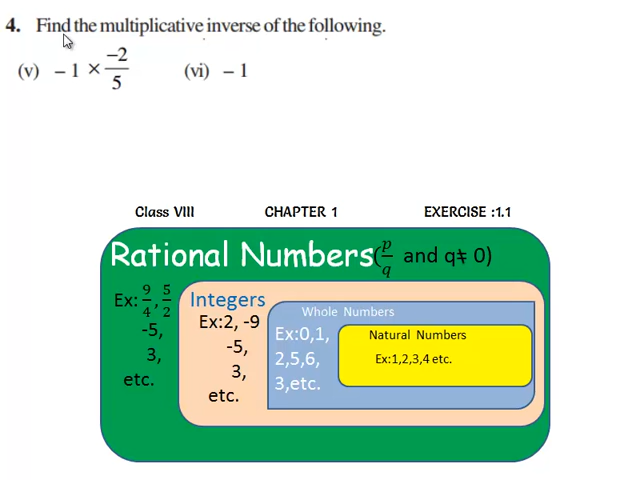 4. Find the multiplicative inverse of the following.
(v) – 1 × –2/5 (vi) – 1
Class VIII CHAPTER 1 EXERCISE :1.1
Rational Numbers(p/q and q≠ 0)
Ex: 9/4, 5/2
-5,
3,
etc.
Integers
Ex:2, -9
-5,
3,
etc.
Whole Numbers
Ex:0,1,
2,5,6,
3,etc.
Natural Numbers
Ex:1,2,3,4 etc.